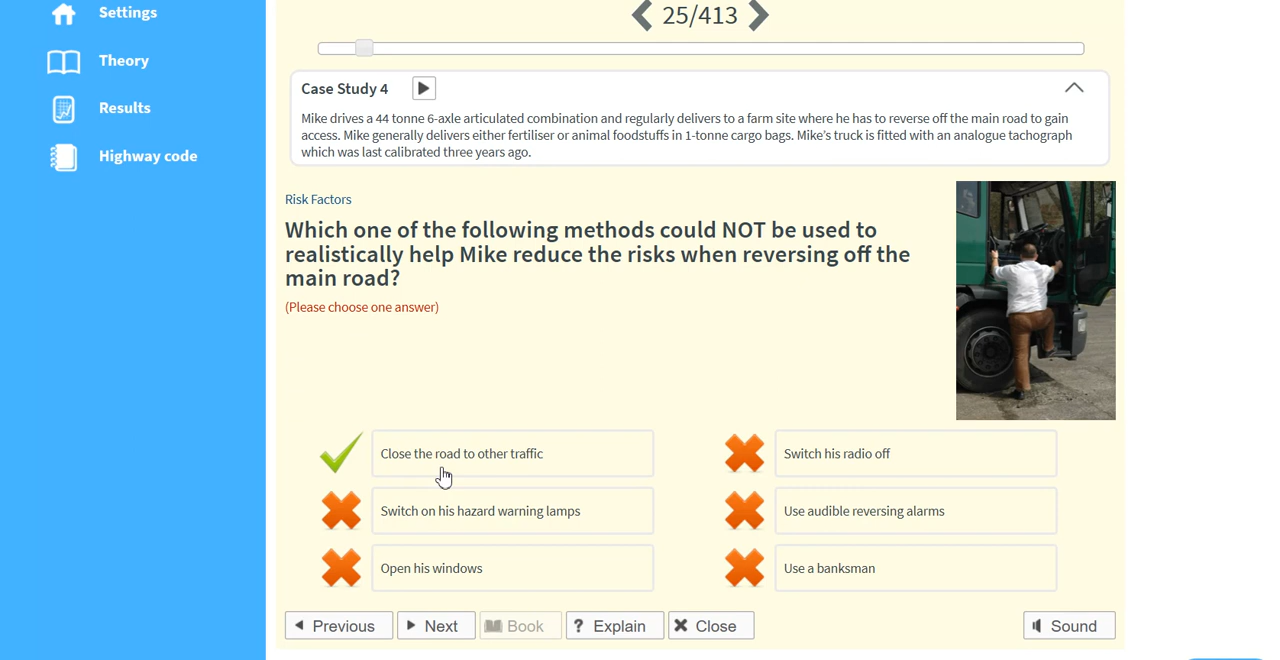 Settings
Theory
Results
Highway code
25/413
Case Study 4
Mike drives a 44 tonne 6-axle articulated combination and regularly delivers to a farm site where he has to reverse off the main road to gain
access. Mike generally delivers either fertiliser or animal foodstuffs in 1-tonne cargo bags. Mike's truck is fitted with an analogue tachograph
which was last calibrated three years ago.
Risk Factors
Which one of the following methods could NOT be used to
realistically help Mike reduce the risks when reversing off the
main road?
(Please choose one answer)
Close the road to other traffic
Switch his radio off
Switch on his hazard warning lamps
Use audible reversing alarms
Open his windows
Use a banksman
Previous
Next
Book
? Explain
Close
Sound